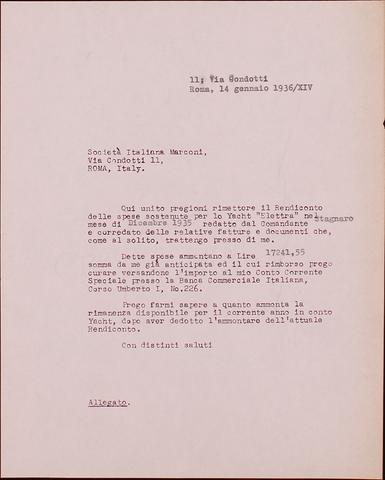 11, Via Condotti
Roma, 14 gennaio 1936/XIV
Società Italiana Marconi,
Via Condotti 11,
ROMA, Italy.
Qui unito pregiomi rimettere il Rendiconto
delle spese sostenute per lo Yacht "Elettra" nel
mese di Dicembre 1935 redatto dal Comandante Stagnaro
e corredato delle relative fatture e documenti che,
come al solito, trattengo presso di me.
Dette spese ammontano a Lire 17241,55
somma da me già anticipata ed il cui rimborso prego
curare versandone l'importo al mio Conto Corrente
Speciale presso la Banca Commerciale Italiana,
Corso Umberto I, No.226.
Prego farmi sapere a quanto ammonta la
rimanenza disponibile per il corrente anno in conto
Yacht, dopo aver dedotto l'ammontare dell'attuale
Rendiconto.
Con distinti saluti
Allegato.